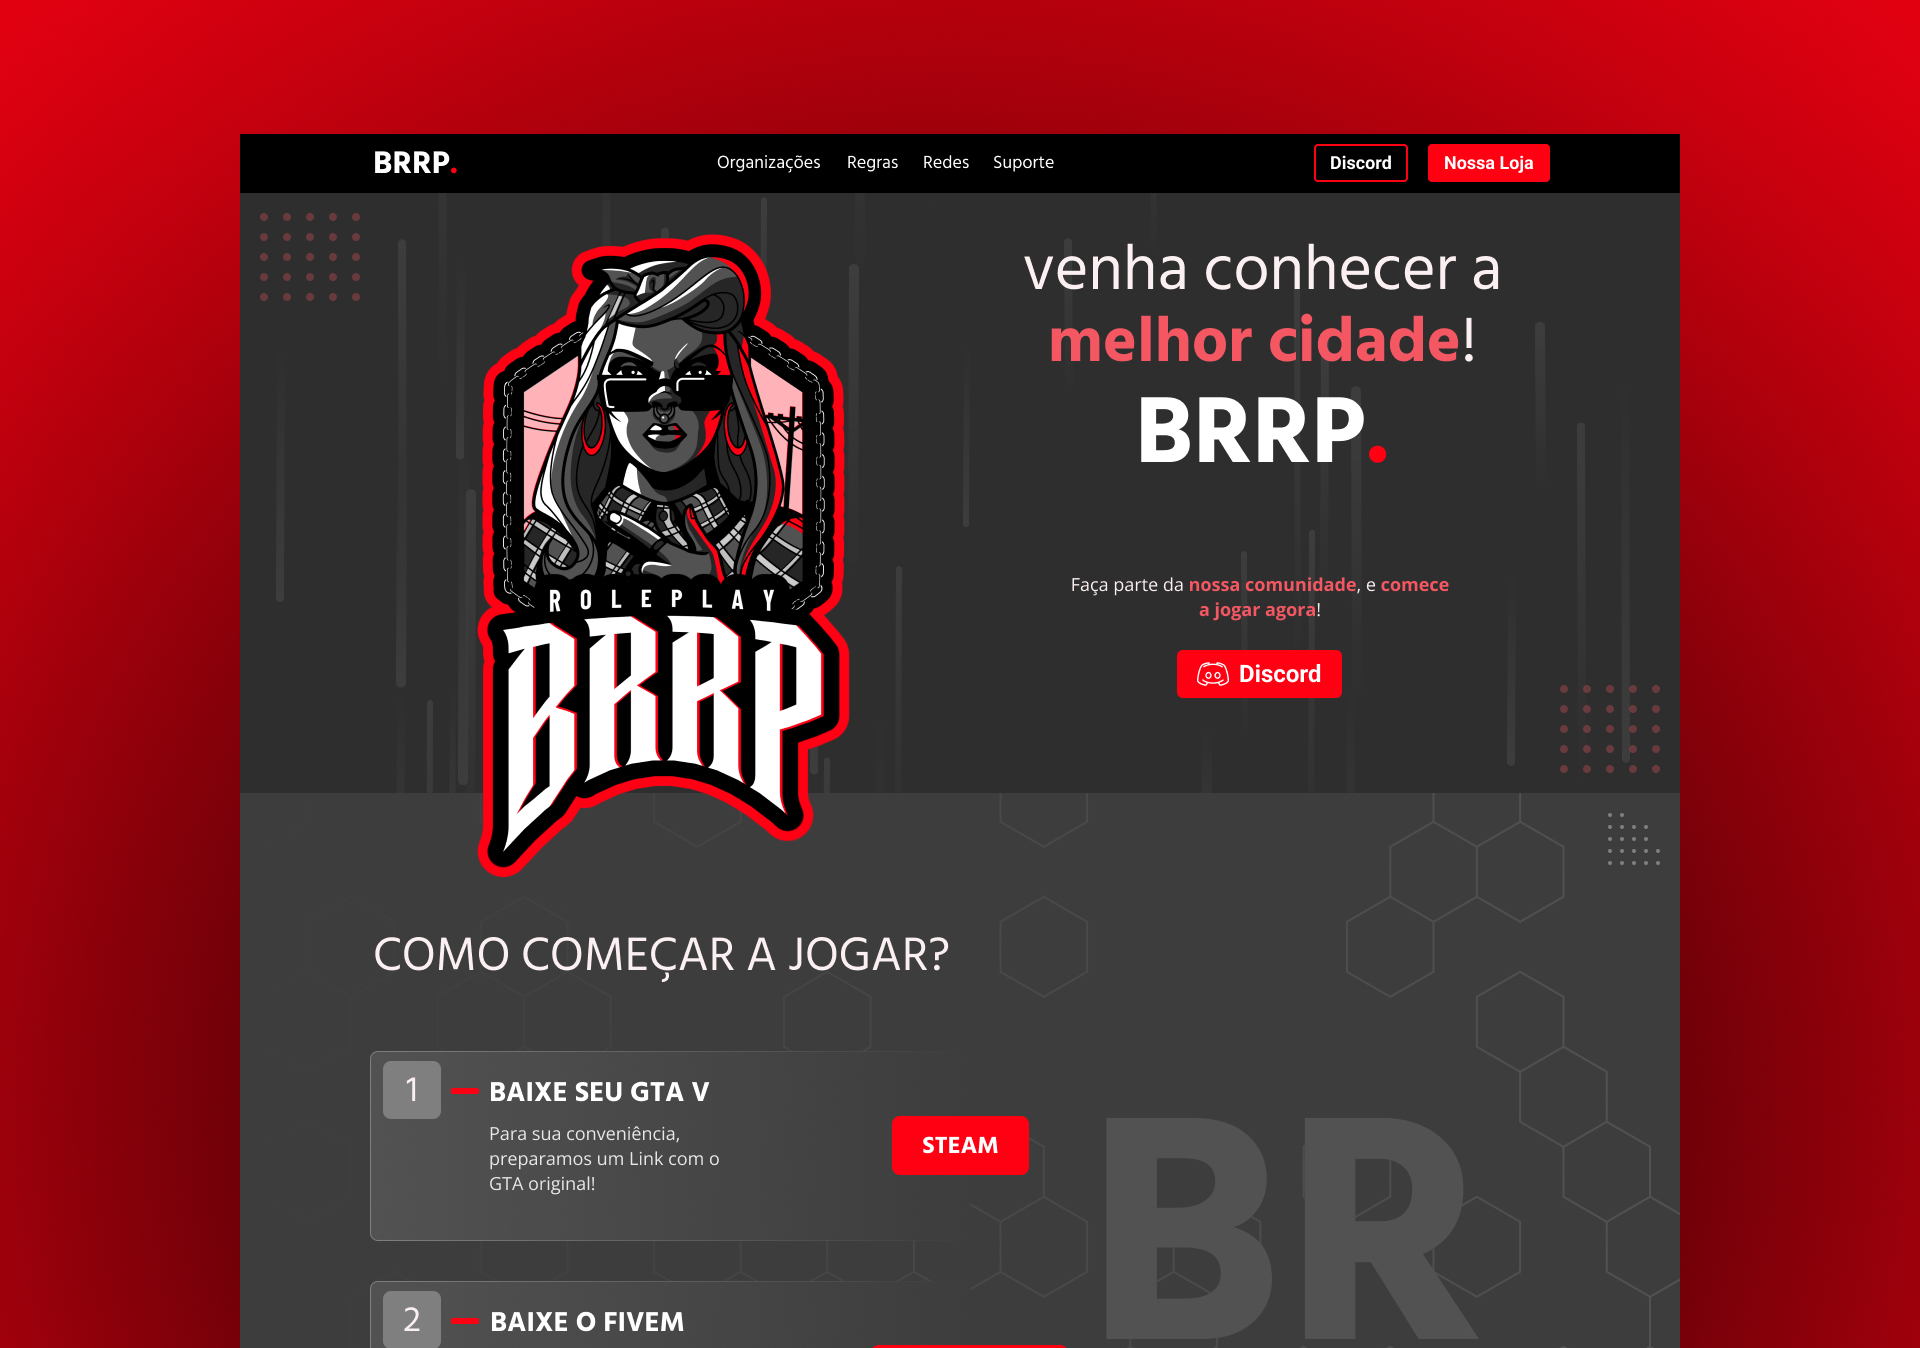 BRRP.
Organizações Regras Redes Suporte
Discord
Nossa Loja
venha conhecer a
melhor cidade!
BRRP.
ROLEPLAY
BRRP
Faça parte da nossa comunidade, e comece
a jogar agora!
Discord
COMO COMEÇAR A JOGAR?
1
BAIXE SEU GTA V
Para sua conveniência,
preparamos um Link com o
GTA original!
STEAM
BR
2
BAIXE O FIVEM